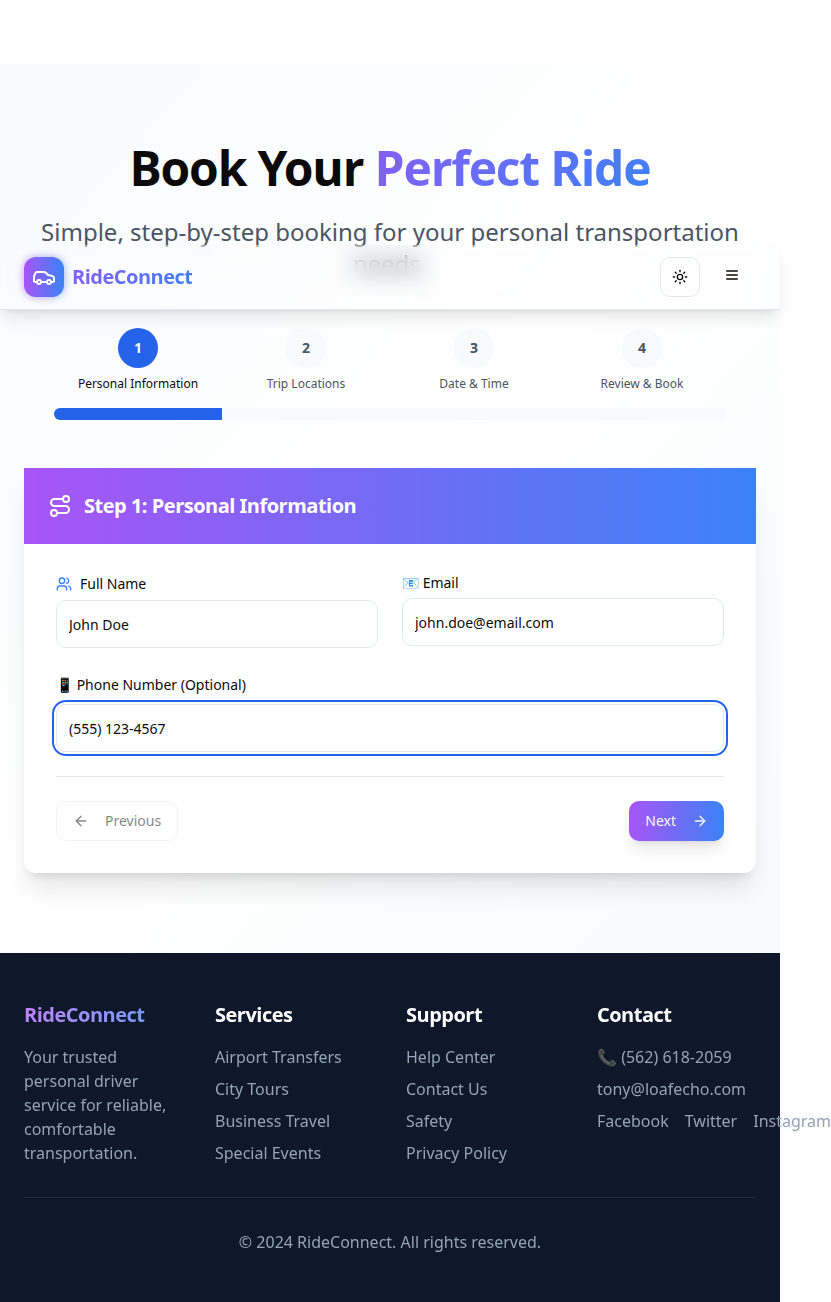 Book Your Perfect Ride
Simple, step-by-step booking for your personal transportation
needs
RideConnect
1
2
3
4
Personal Information
Trip Locations
Date & Time
Review & Book
Step 1: Personal Information
Full Name
📧 Email
John Doe
john.doe@email.com
📱 Phone Number (Optional)
(555) 123-4567
Previous
Next
RideConnect
Your trusted
personal driver
service for reliable,
comfortable
transportation.
Services
Airport Transfers
City Tours
Business Travel
Special Events
Support
Help Center
Contact Us
Safety
Privacy Policy
Contact
📞 (562) 618-2059
tony@loafecho.com
Facebook Twitter Instagram
© 2024 RideConnect. All rights reserved.